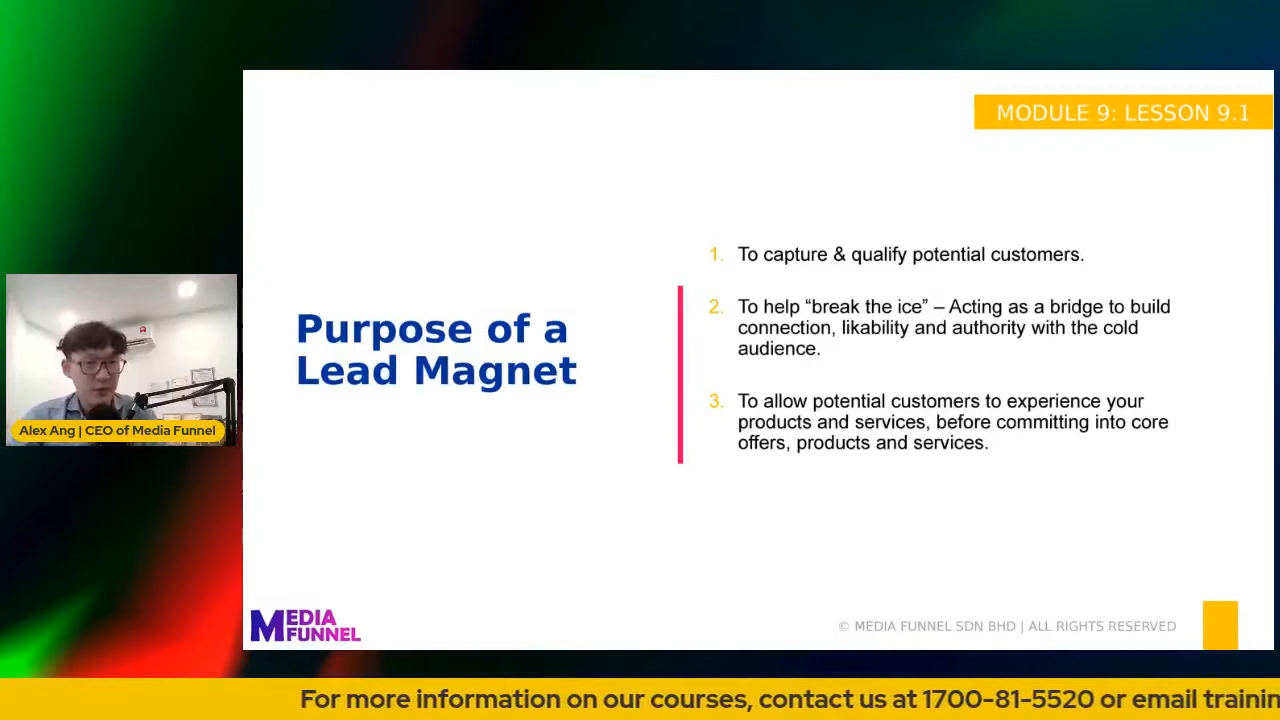 MODULE 9: LESSON 9.1
Purpose of a
Lead Magnet
1. To capture & qualify potential customers.
2. To help “break the ice” – Acting as a bridge to build
connection, likability and authority with the cold
audience.
3. To allow potential customers to experience your
products and services, before committing into core
offers, products and services.
Alex Ang | CEO of Media Funnel
MEDIA
FUNNEL
© MEDIA FUNNEL SDN BHD | ALL RIGHTS RESERVED
For more information on our courses, contact us at 1700-81-5520 or email trainin